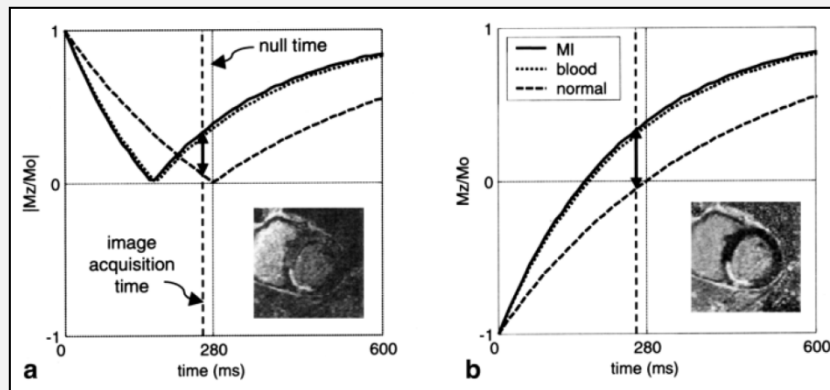 1
0
-1
|Mz/Mo|
null time
image
acquisition
time
0
280
600
time (ms)
a
1
0
-1
Mz/Mo
MI
blood
normal
0
280
600
time (ms)
b